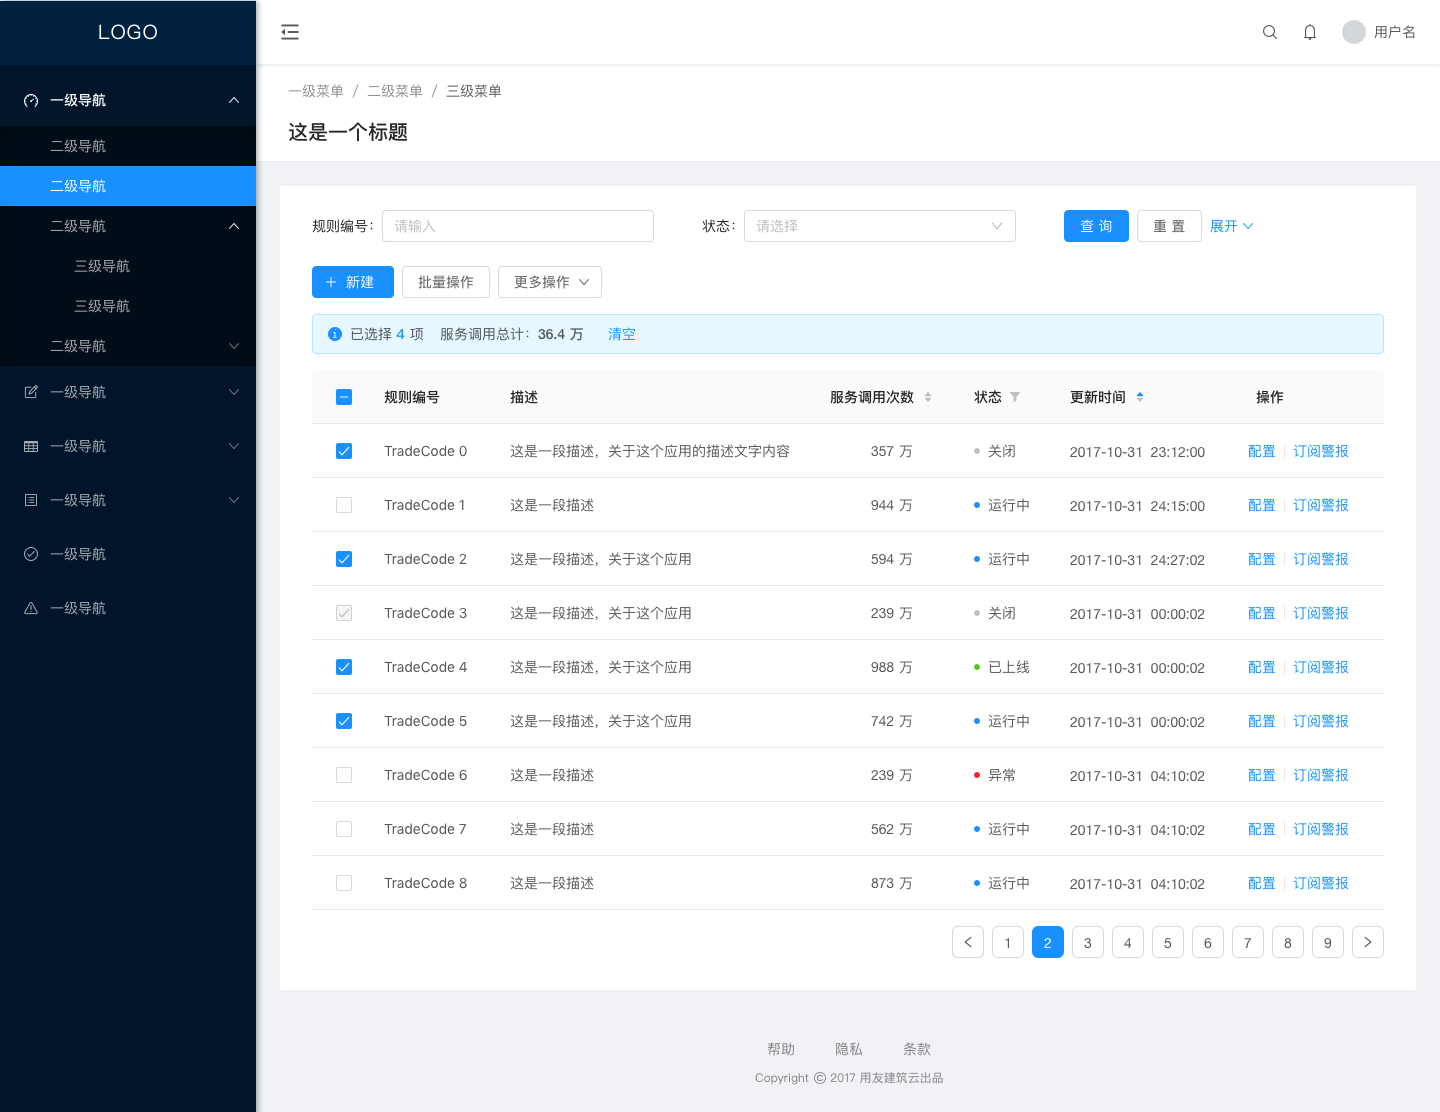 LOGO
用户名
一级导航
二级导航
二级导航
二级导航
三级导航
三级导航
二级导航
一级导航
一级导航
一级导航
一级导航
一级导航
一级菜单 / 二级菜单 / 三级菜单
这是一个标题
规则编号: 请输入 状态: 请选择 查 询 重 置 展开
新建 批量操作 更多操作
已选择 4 项 服务调用总计: 36.4 万 清空
规则编号 描述 服务调用次数 状态 更新时间 操作
TradeCode 0 这是一段描述，关于这个应用的描述文字内容 357 万 关闭 2017-10-31 23:12:00 配置 订阅警报
TradeCode 1 这是一段描述 944 万 运行中 2017-10-31 24:15:00 配置 订阅警报
TradeCode 2 这是一段描述，关于这个应用 594 万 运行中 2017-10-31 24:27:02 配置 订阅警报
TradeCode 3 这是一段描述，关于这个应用 239 万 关闭 2017-10-31 00:00:02 配置 订阅警报
TradeCode 4 这是一段描述，关于这个应用 988 万 已上线 2017-10-31 00:00:02 配置 订阅警报
TradeCode 5 这是一段描述，关于这个应用 742 万 运行中 2017-10-31 00:00:02 配置 订阅警报
TradeCode 6 这是一段描述 239 万 异常 2017-10-31 04:10:02 配置 订阅警报
TradeCode 7 这是一段描述 562 万 运行中 2017-10-31 04:10:02 配置 订阅警报
TradeCode 8 这是一段描述 873 万 运行中 2017-10-31 04:10:02 配置 订阅警报
1 2 3 4 5 6 7 8 9
帮助 隐私 条款
Copyright © 2017 用友建筑云出品